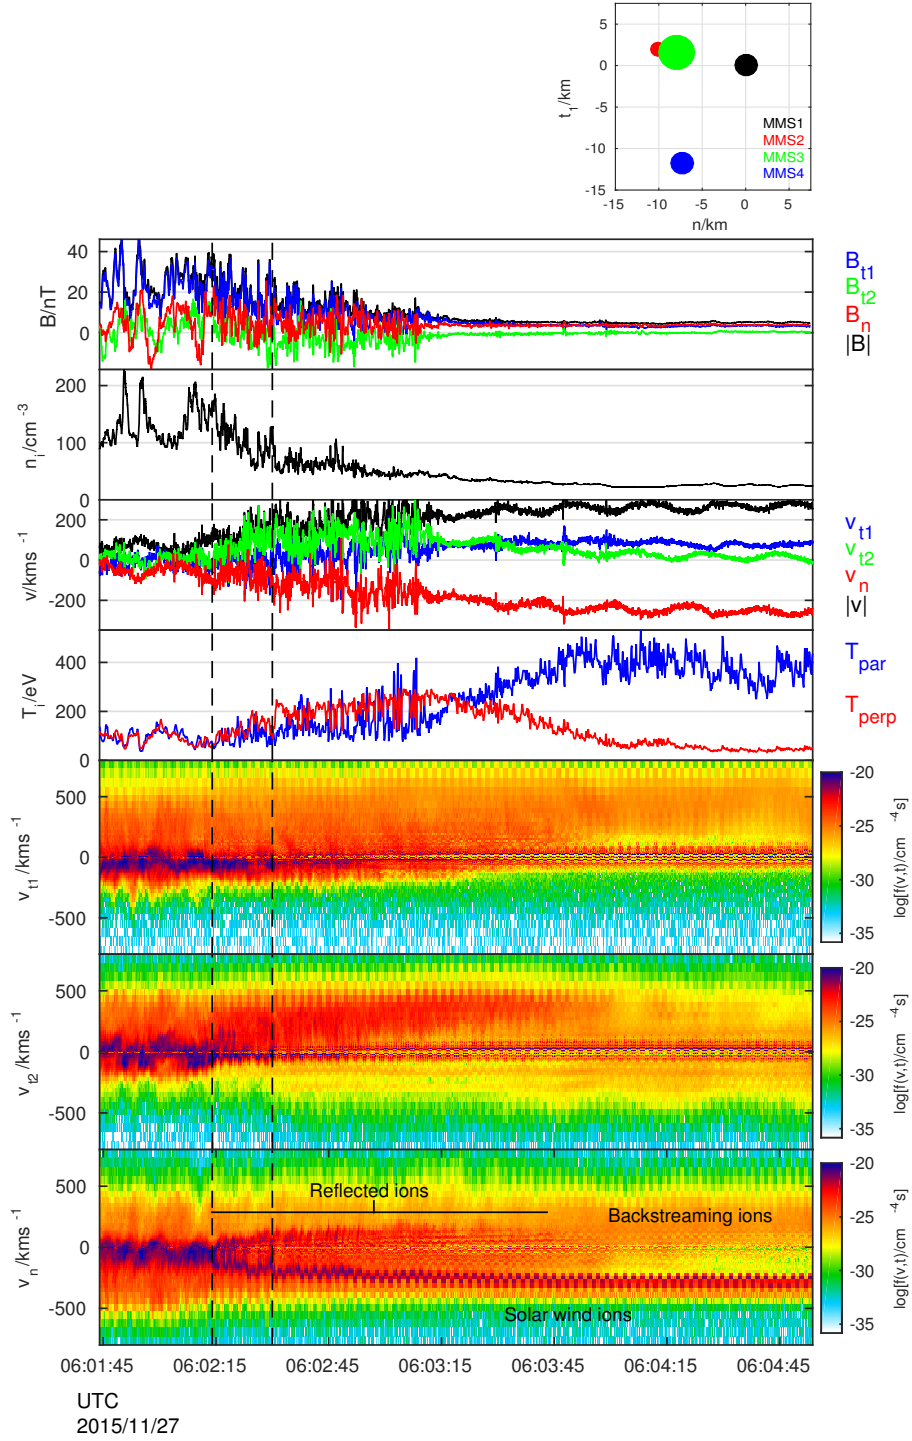 5
0
-5
-10
-15
t1/km
MMS1
MMS2
MMS3
MMS4
-15 -10 -5 0 5
n/km
40
20
0
B/nT
Bt1
Bt2
Bn
|B|
200
100
0
ni/cm-3
200
0
-200
v/kms-1
vt1
vt2
vn
|v|
400
200
0
Ti/eV
Tpar
Tperp
500
0
-500
vt1/kms-1
-20
-25
-30
-35
log[f(v,t)/cm-4s]
500
0
-500
vt2/kms-1
-20
-25
-30
-35
log[f(v,t)/cm-4s]
500
0
-500
vn/kms-1
Reflected ions
Backstreaming ions
Solar wind ions
-20
-25
-30
-35
log[f(v,t)/cm-4s]
06:01:45 06:02:15 06:02:45 06:03:15 06:03:45 06:04:15 06:04:45
UTC
2015/11/27